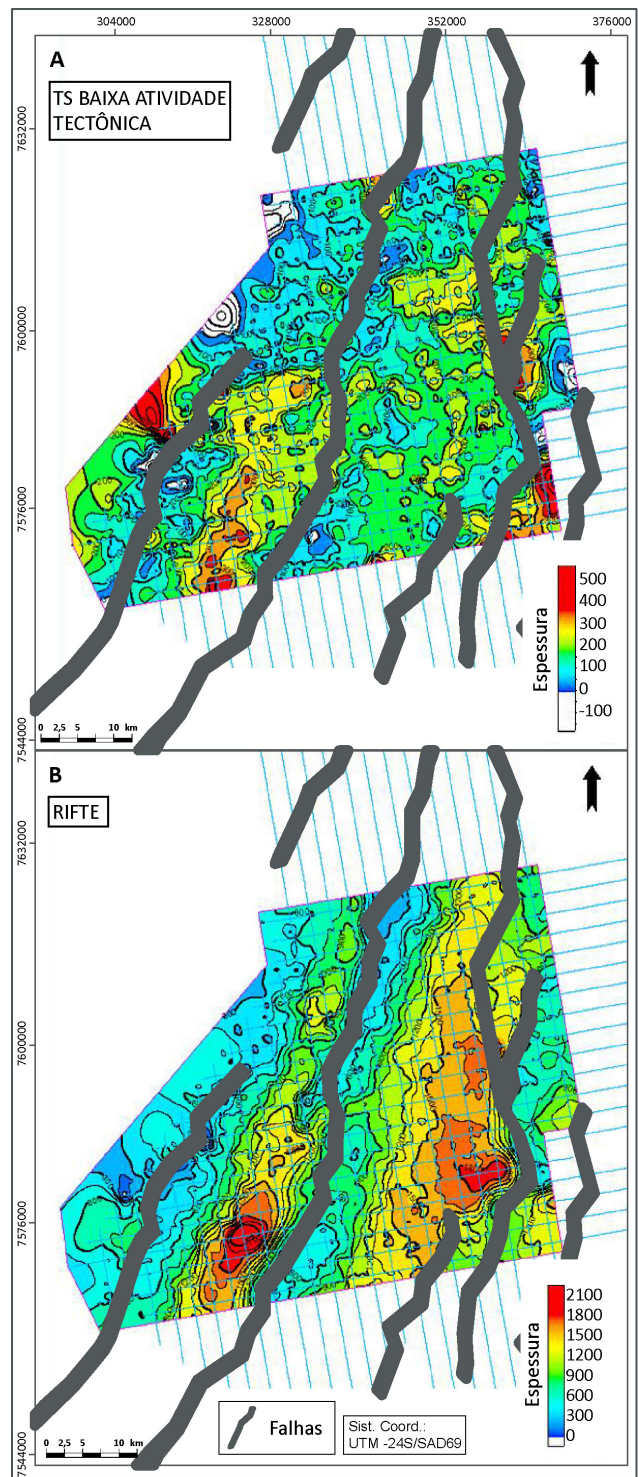 304000
328000
352000
376000
A
TS BAIXA ATIVIDADE
TECTÔNICA
7632000
7600000
7576000
7544000
Espessura
500
400
300
200
100
0
-100
0 2,5 5 10 km
B
RIFTE
7632000
7600000
7576000
7544000
Espessura
2100
1800
1500
1200
900
600
300
0
0 2,5 5 10 km
Falhas
Sist. Coord.:
UTM -24S/SAD69